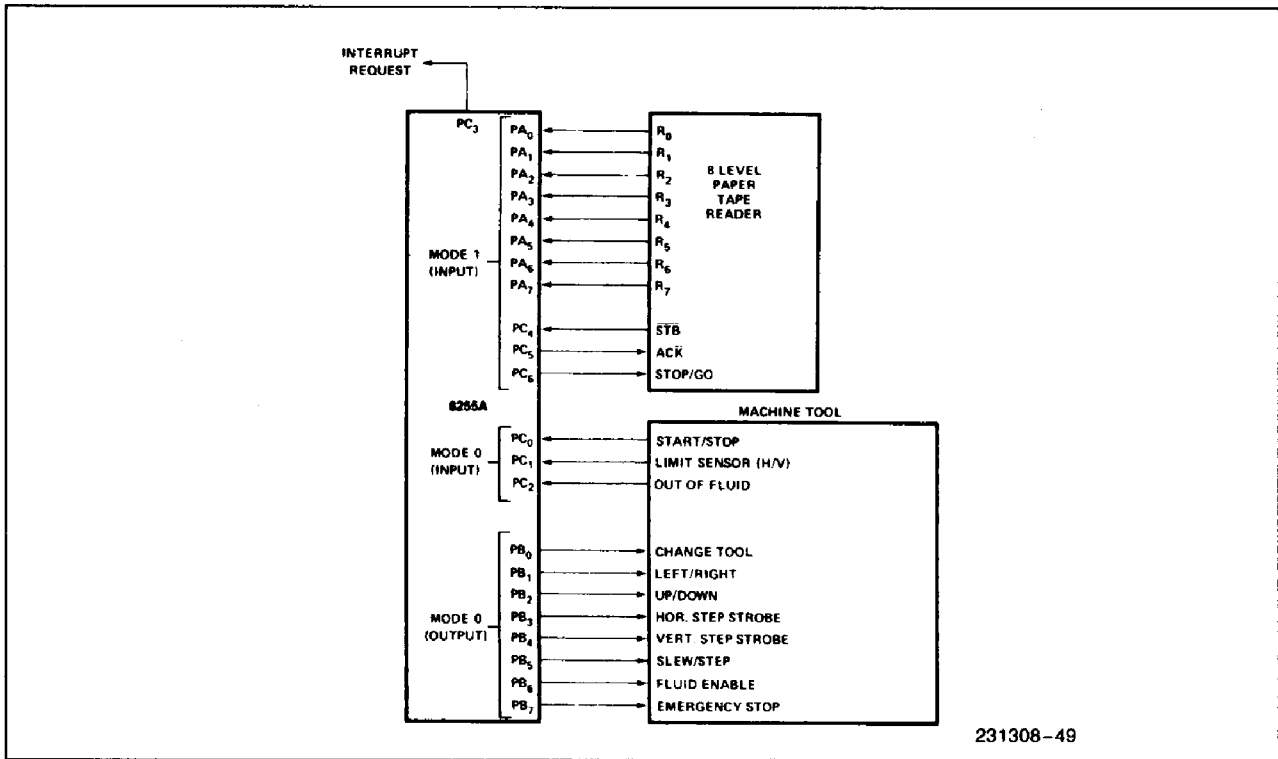 INTERRUPT
REQUEST
PC3
MODE 1
(INPUT)
PA0
PA1
PA2
PA3
PA4
PA5
PA6
PA7
PC4
PC5
PC6
R0
R1
R2
R3
R4
R5
R6
R7
STB
ACK
STOP/GO
8 LEVEL
PAPER
TAPE
READER
8255A
MACHINE TOOL
MODE 0
(INPUT)
PC0
PC1
PC2
START/STOP
LIMIT SENSOR (H/V)
OUT OF FLUID
MODE 0
(OUTPUT)
PB0
PB1
PB2
PB3
PB4
PB5
PB6
PB7
CHANGE TOOL
LEFT/RIGHT
UP/DOWN
HOR. STEP STROBE
VERT. STEP STROBE
SLEW/STEP
FLUID ENABLE
EMERGENCY STOP
231308-49